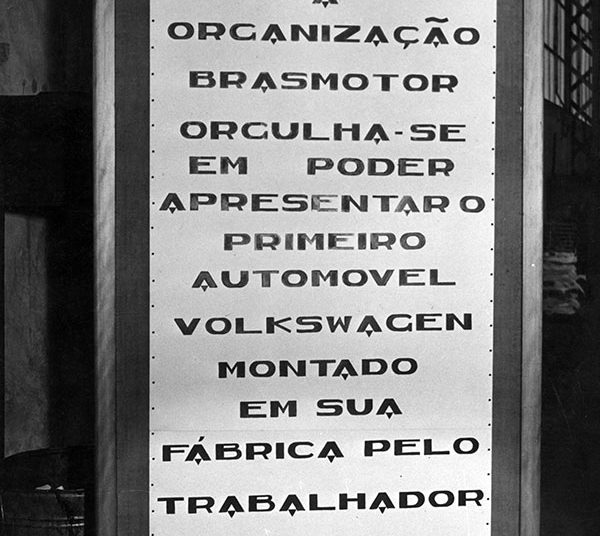 A
ORGANIZAÇÃO
BRASMOTOR
ORGULHA-SE
EM PODER
APRESENTAR O
PRIMEIRO
AUTOMOVEL
VOLKSWAGEN
MONTADO
EM SUA
FÁBRICA PELO
TRABALHADOR